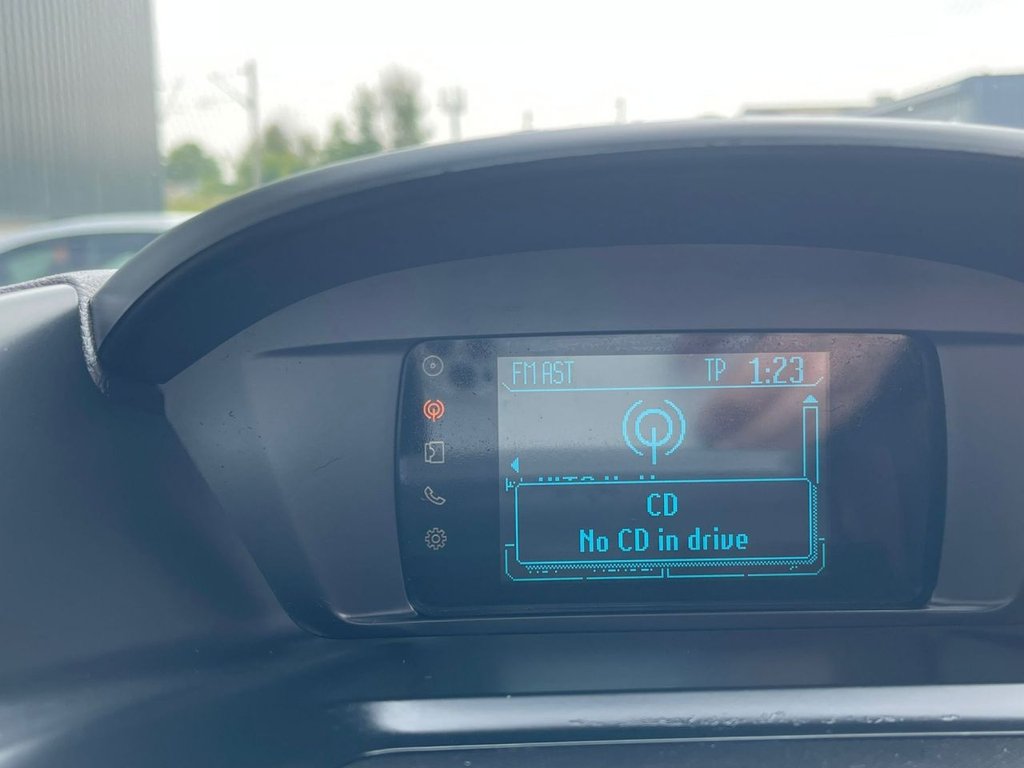 FM AST TP 1:23
CD
No CD in drive